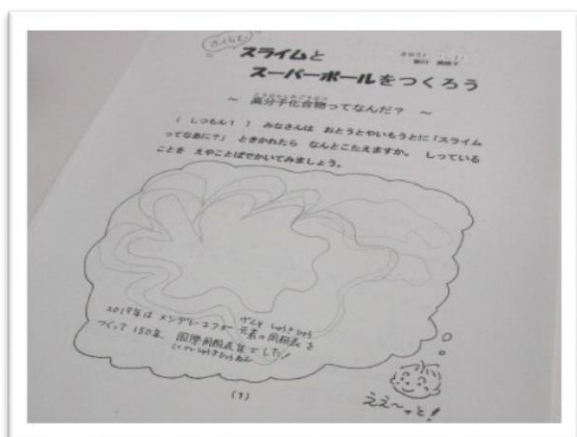 スライムと
スーパーボールをつくろう
～ 高分子化合物ってなんだ？ ～
（ しつもん１ ） みなさんは おとうとやいもうとに「スライム
ってなあに？」 ときかれたら なんとこたえますか。 しっている
ことを えやことばでかいてみましょう。
2019年は メンデレーエフが 元素の周期表を
つくって150年、国際周期表年でした！
ええ〜っと！
(1)